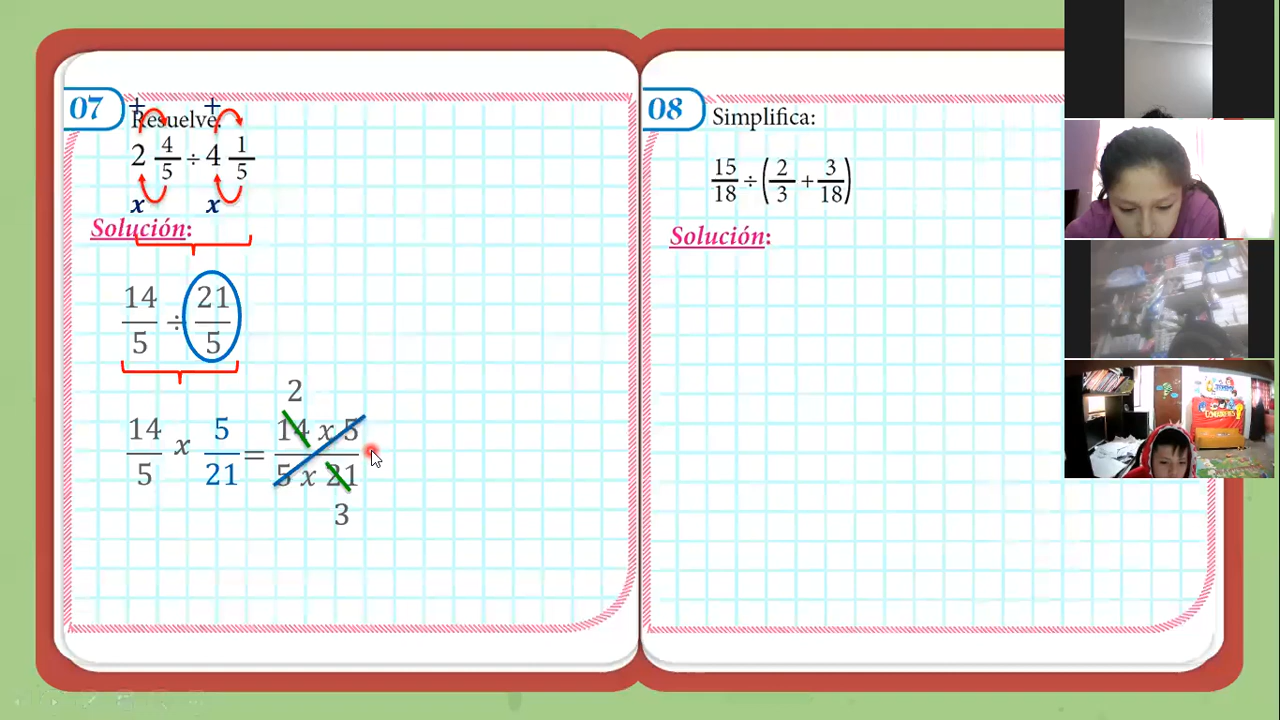 07
Resuelve:
+ +
2 4/5 ÷ 4 1/5
x x
Solución:
14/5 ÷ 21/5
2
14/5 x 5/21 = 14 x 5/5 x 21
3
08
Simplifica:
15/18 ÷ (2/3 + 3/18)
Solución: